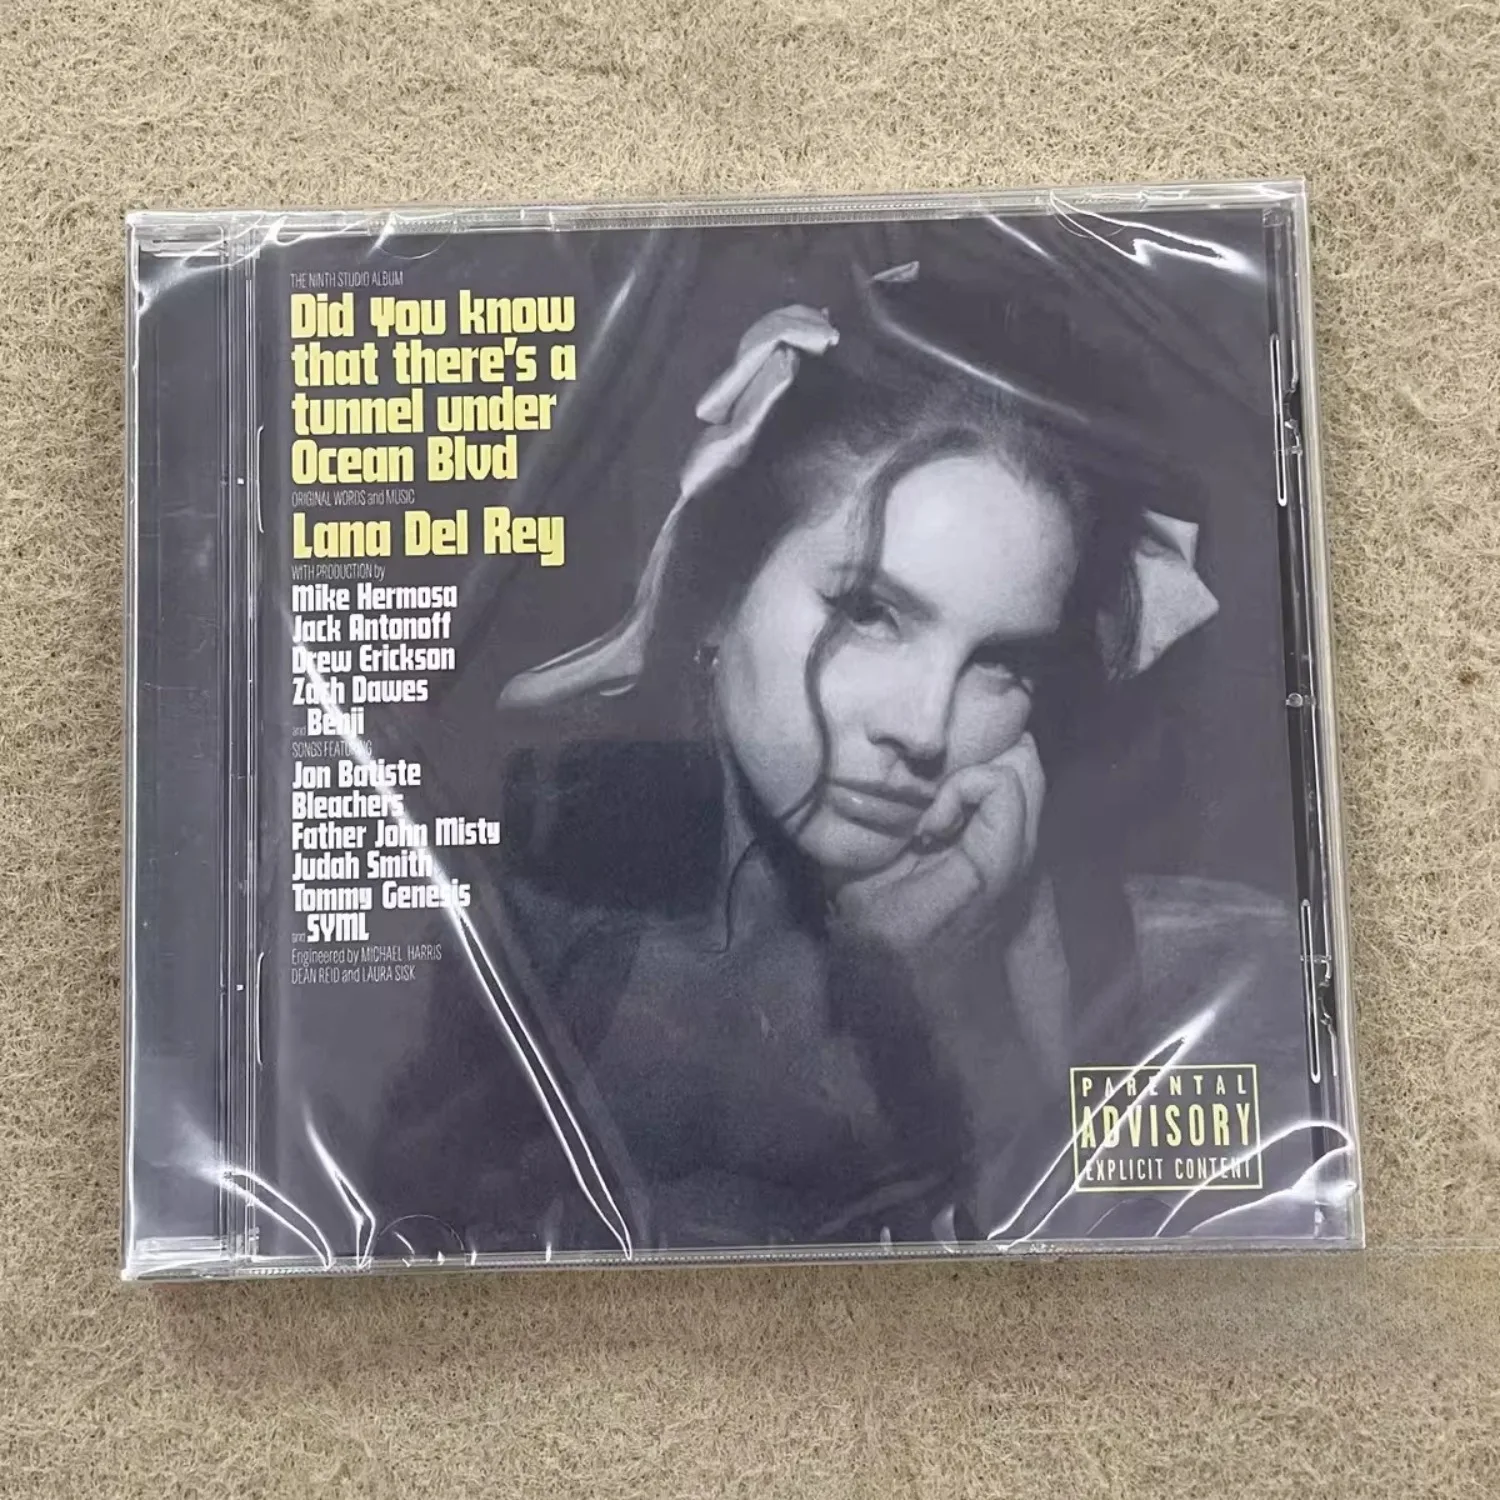 THE NINTH STUDIO ALBUM
Did you know
that there's a
tunnel under
Ocean Blvd
ORIGINAL WORDS and MUSIC
Lana Del Rey
WITH PRODUCTION by
Mike Hermosa
Jack Antonoff
Drew Erickson
Zach Dawes
and Benji
SONGS FEATURING
Jon Batiste
Bleachers
Father John Misty
Judah Smith
Tommy Genesis
and SYML
Engineered by MICHAEL HARRIS
DEAN REID and LAURA SISK
PARENTAL
ADVISORY
EXPLICIT CONTENT